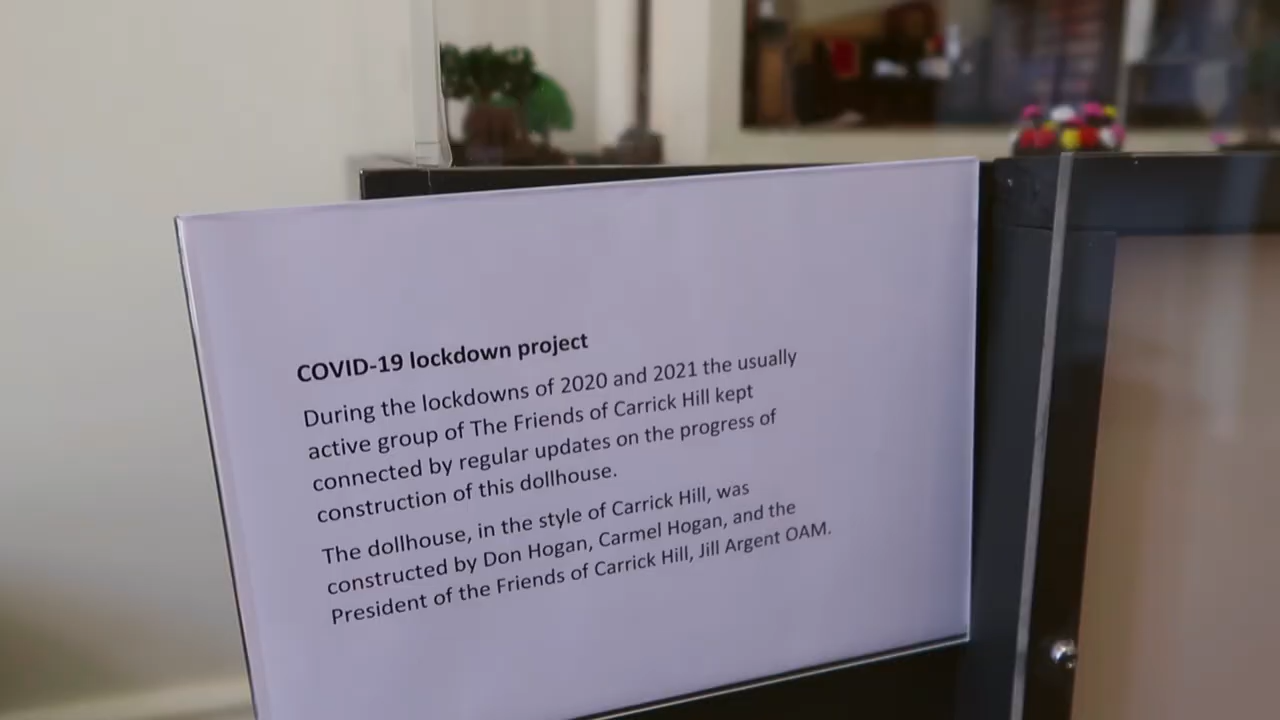 COVID-19 lockdown project
During the lockdowns of 2020 and 2021 the usually
active group of The Friends of Carrick Hill kept
connected by regular updates on the progress of
construction of this dollhouse.
The dollhouse, in the style of Carrick Hill, was
constructed by Don Hogan, Carmel Hogan, and the
President of the Friends of Carrick Hill, Jill Argent OAM.